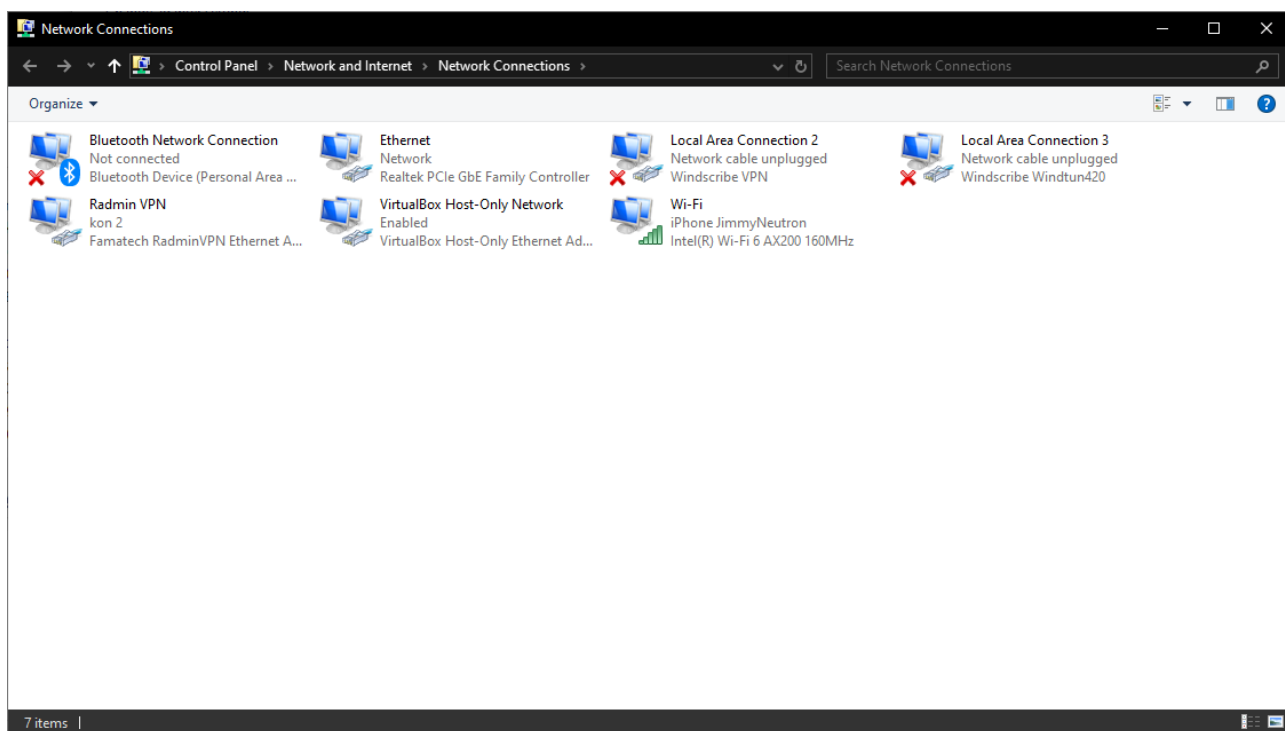 Network Connections
Control Panel > Network and Internet > Network Connections >
Search Network Connections
Organize
Bluetooth Network Connection
Not connected
Bluetooth Device (Personal Area ...
Ethernet
Network
Realtek PCIe GbE Family Controller
Local Area Connection 2
Network cable unplugged
Windscribe VPN
Local Area Connection 3
Network cable unplugged
Windscribe Windtun420
Radmin VPN
kon 2
Famatech RadminVPN Ethernet A...
VirtualBox Host-Only Network
Enabled
VirtualBox Host-Only Ethernet Ad...
Wi-Fi
iPhone JimmyNeutron
Intel(R) Wi-Fi 6 AX200 160MHz
7 items